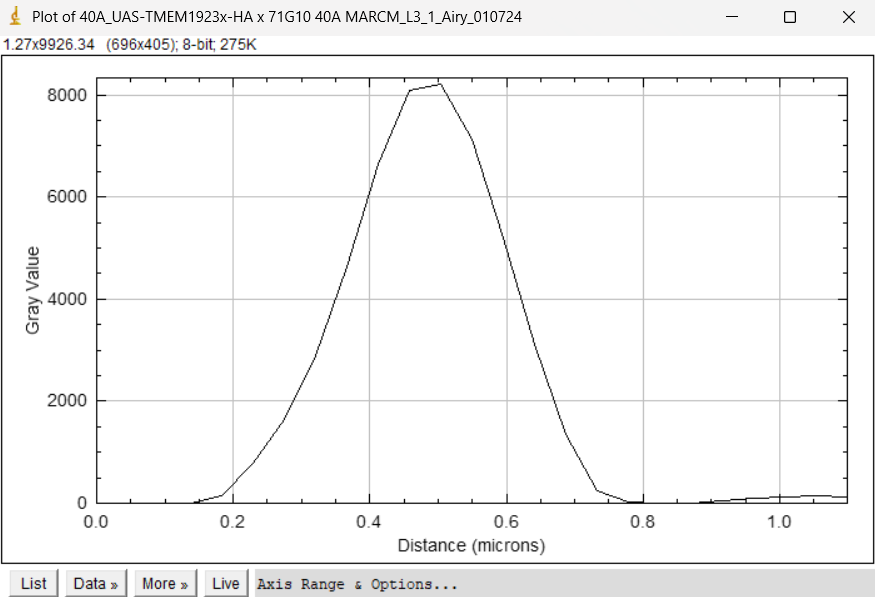 Plot of 40A_UAS-TMEM1923x-HA x 71G10 40A MARCM_L3_1_Airy_010724
1.27x9926.34 (696x405); 8-bit; 275K
8000
6000
4000
2000
0
Gray Value
0.0 0.2 0.4 0.6 0.8 1.0
Distance (microns)
List Data » More » Live Axis Range & Options...